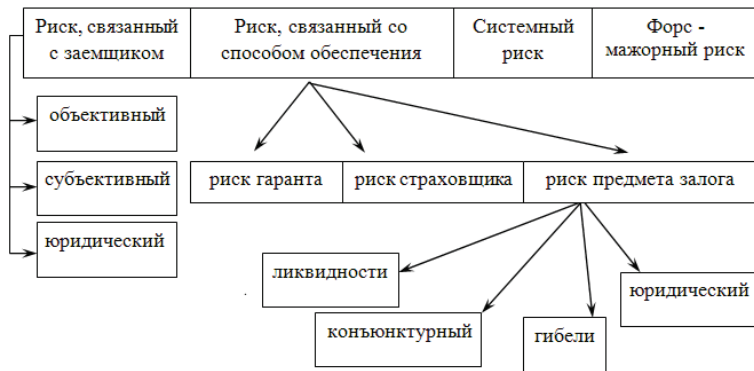 Риск, связанный
с заемщиком
Риск, связанный со
способом обеспечения
Системный
риск
Форс -
мажорный риск
объективный
субъективный
юридический
риск гаранта
риск страховщика
риск предмета залога
ликвидности
конъюнктурный
гибели
юридический